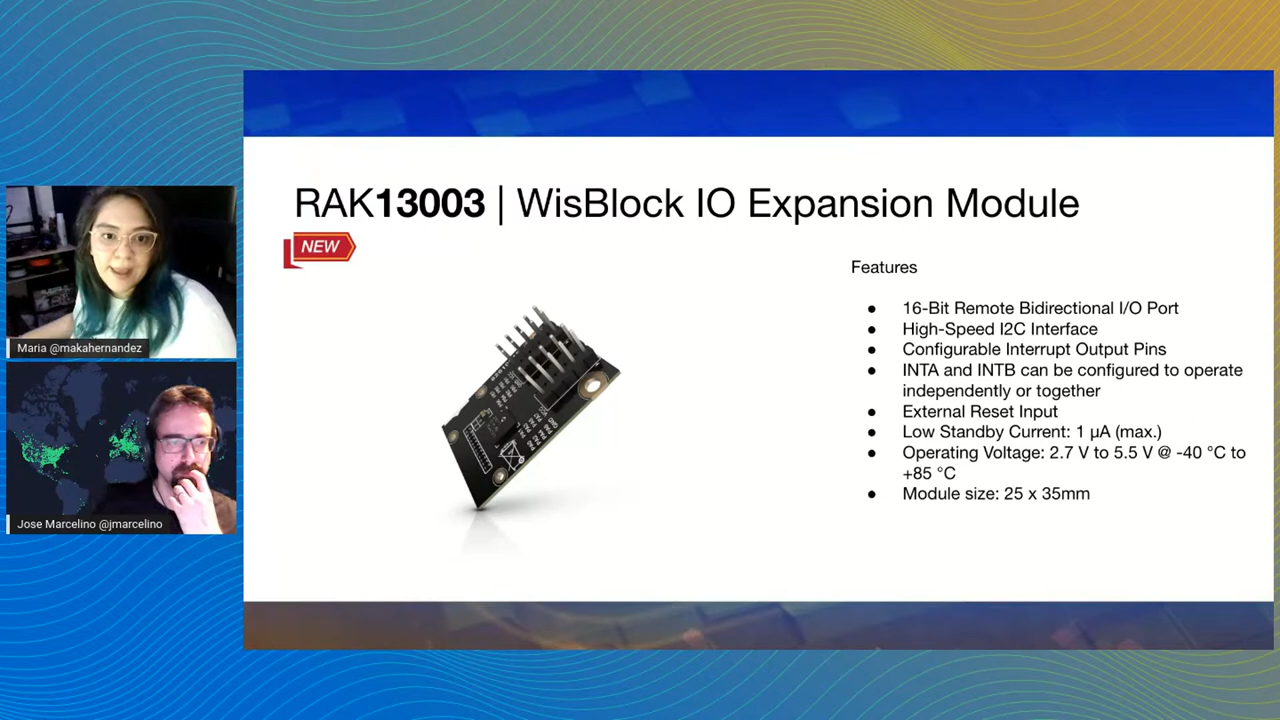 RAK13003 | WisBlock IO Expansion Module
NEW
Features
● 16-Bit Remote Bidirectional I/O Port
● High-Speed I2C Interface
● Configurable Interrupt Output Pins
● INTA and INTB can be configured to operate
independently or together
● External Reset Input
● Low Standby Current: 1 μA (max.)
● Operating Voltage: 2.7 V to 5.5 V @ -40 °C to
+85 °C
● Module size: 25 x 35mm
Maria @makahernandez
Jose Marcelino @jmarcelino